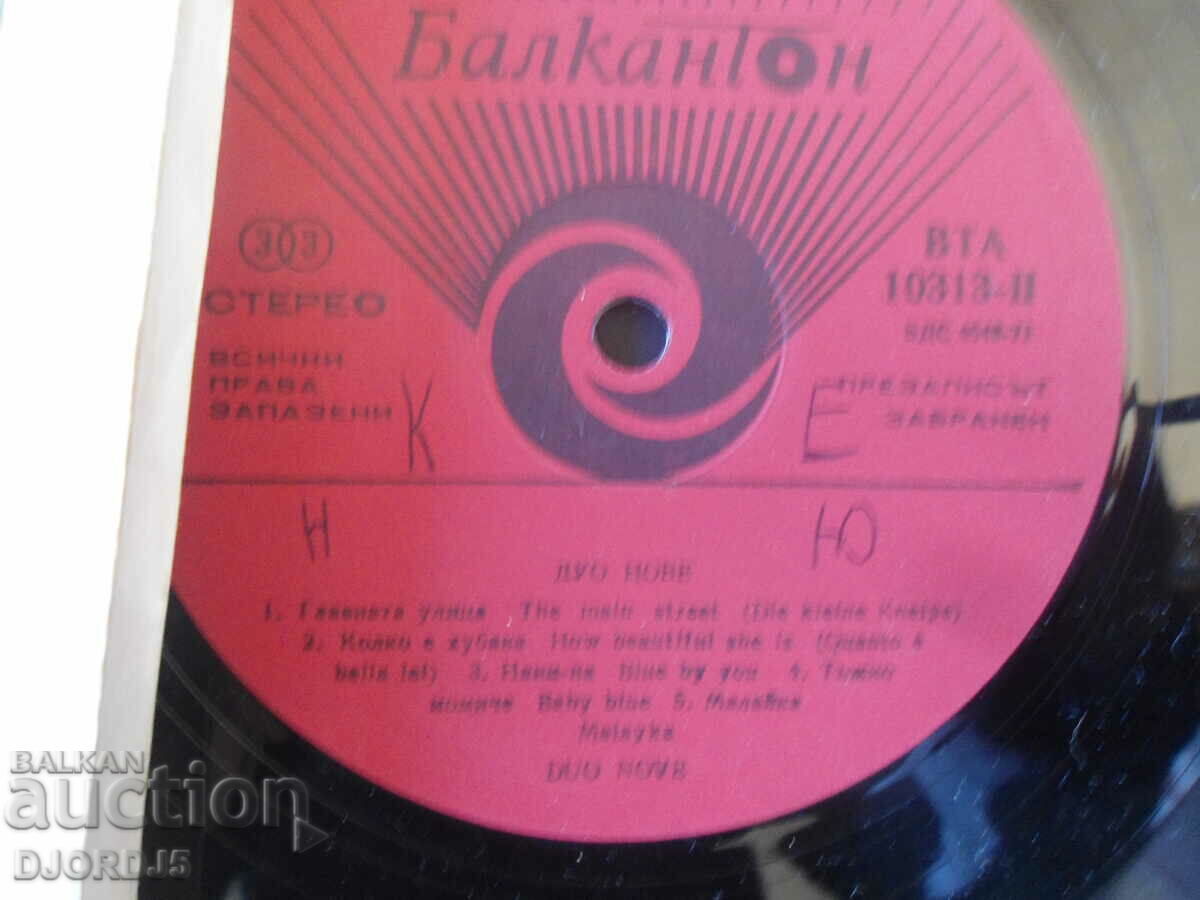 Балкантон
33
СТЕРЕО
ВТА
10313-II
ВСИЧКИ
ПРАВА
ЗАПАЗЕНИ
ПРЕЗАПИСЪТ
ЗАБРАНЕН
К Е
Н Ю
ДУО НОВЕ
1. Главната улица The main street (Die kleine Kneipe)
2. Колко е хубава How beautiful she is (Quanto è
bella lei) 3. Нани-на Blue by you 4. Тъжно
момиче Baby blue 5. Малайка
Malayka
DUO NOVE
BALKAN
auction
DJORDJ5